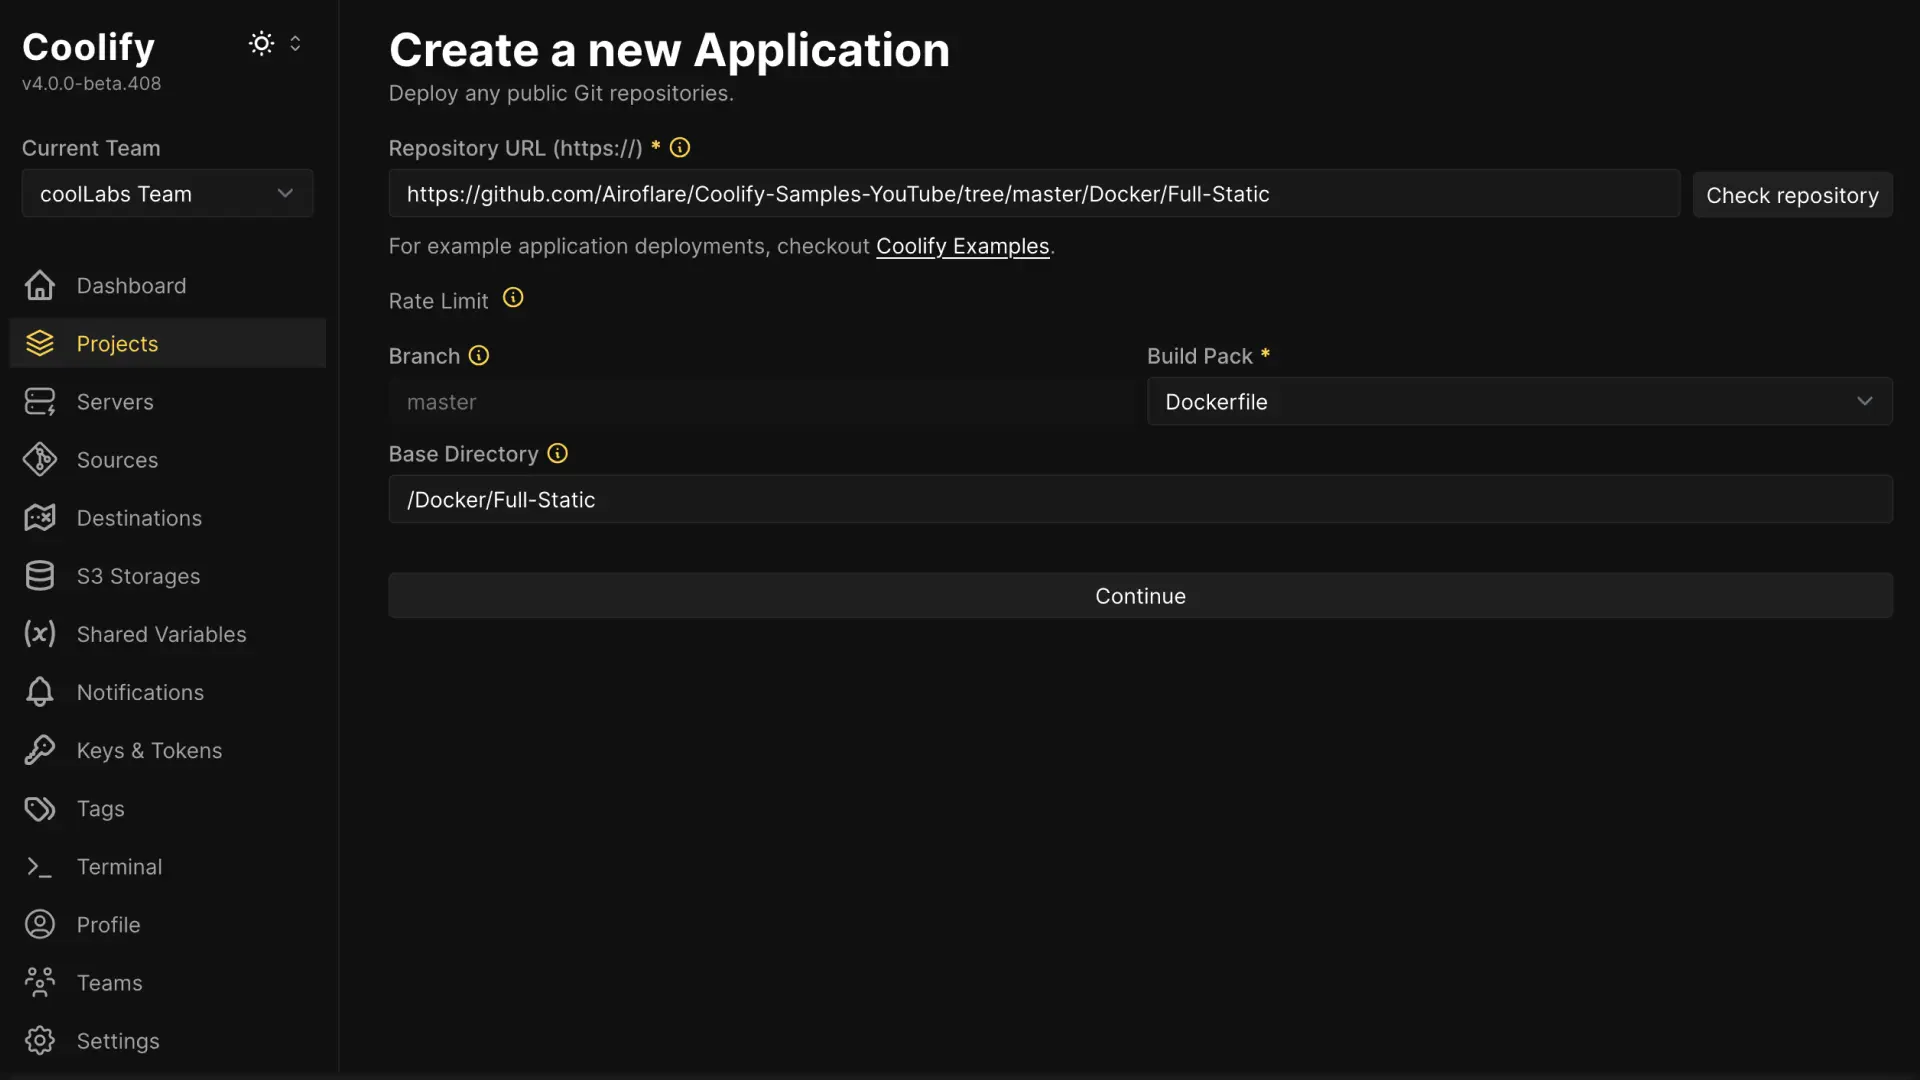 Coolify
v4.0.0-beta.408
Current Team
coolLabs Team
Dashboard
Projects
Servers
Sources
Destinations
S3 Storages
Shared Variables
Notifications
Keys & Tokens
Tags
Terminal
Profile
Teams
Settings
Create a new Application
Deploy any public Git repositories.
Repository URL (https://) *
https://github.com/Airoflare/Coolify-Samples-YouTube/tree/master/Docker/Full-Static
Check repository
For example application deployments, checkout Coolify Examples.
Rate Limit
Branch
master
Build Pack *
Dockerfile
Base Directory
/Docker/Full-Static
Continue